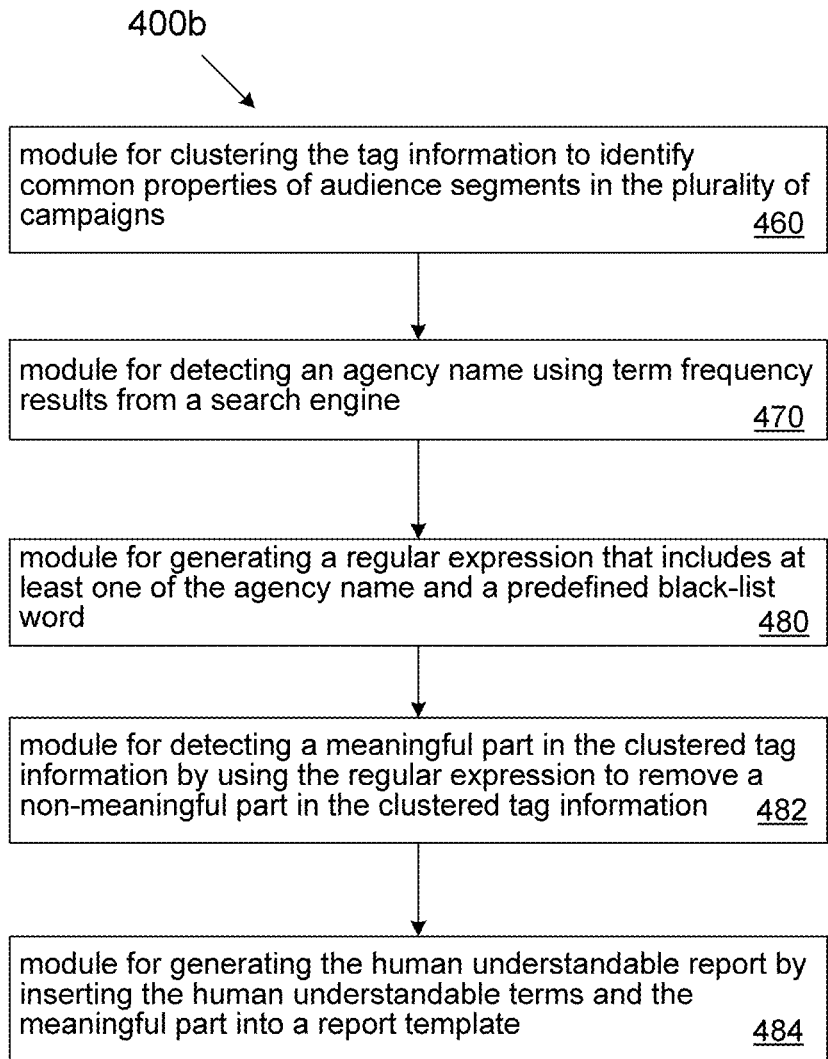 400b
module for clustering the tag information to identify
common properties of audience segments in the plurality of
campaigns
460
module for detecting an agency name using term frequency
results from a search engine
470
module for generating a regular expression that includes at
least one of the agency name and a predefined black-list
word
480
module for detecting a meaningful part in the clustered tag
information by using the regular expression to remove a
non-meaningful part in the clustered tag information
482
module for generating the human understandable report by
inserting the human understandable terms and the
meaningful part into a report template
484